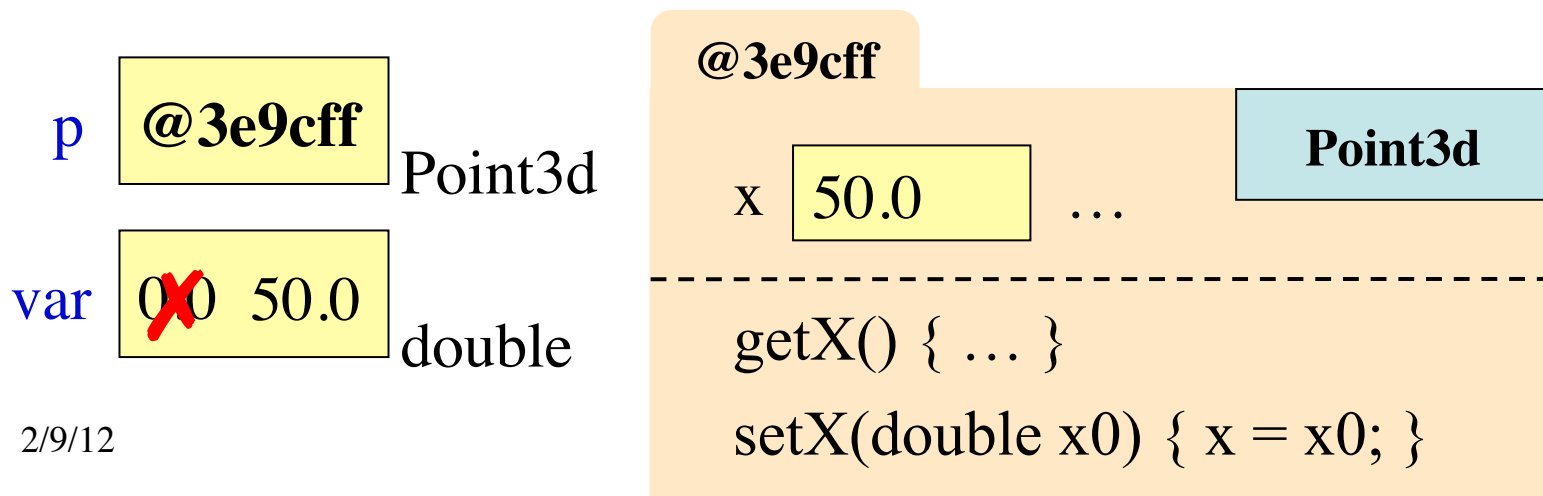 p @3e9cff Point3d
var 0.0 50.0 double
2/9/12
@3e9cff
Point3d
x 50.0 …
getX() { … }
setX(double x0) { x = x0; }